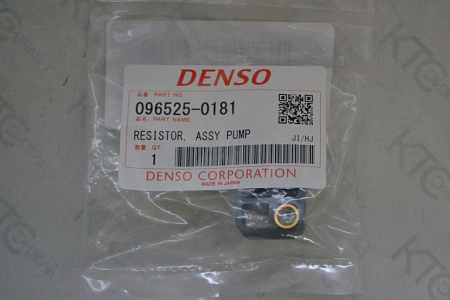 DENSO
品番 PART NO.
096525-0181
品名 PART NAME
RESISTOR, ASSY PUMP
JI/HJ
数量 QT.
1
DENSO CORPORATION
MADE IN JAPAN